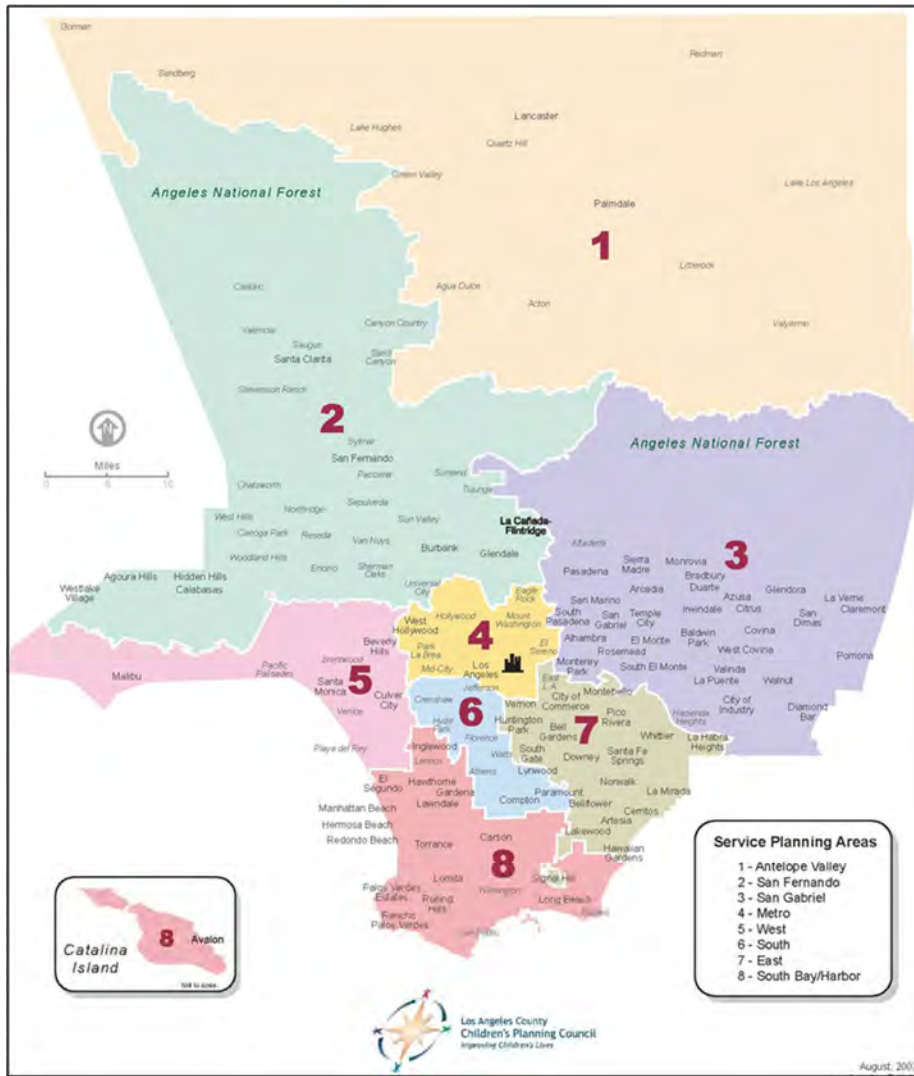 Gorman
Redman
Sandberg
Lancaster
Lake Hughes
Quartz Hill
Green Valley
Lake Los Angeles
Angeles National Forest
Palmdale
1
Littlerock
Castaic
Agua Dulce
Acton
Canyon Country
Valencia
Valyermo
Saugus
Santa Clarita
Sand
Canyon
Stevenson Ranch
2
Sylmar
Angeles National Forest
San Fernando
Miles
0
10
Pacoima
Sunland
Tujunga
Chatsworth
Northridge
Sepulveda
West Hills
Sun Valley
La Cañada-
Flintridge
Canoga Park
Reseda
Van Nuys
Burbank
Glendale
Altadena
3
Woodland Hills
Encino
Sherman
Oaks
Pasadena
Sierra
Madre
Monrovia
Bradbury
Duarte
Westlake
Village
Agoura Hills
Hidden Hills
Calabasas
Universal
City
Eagle
Rock
Arcadia
Azusa
Citrus
Glendora
La Verne
Claremont
West
Hollywood
Hollywood
Mount
Washington
San Marino
South
Pasadena
San
Gabriel
Temple
City
Irwindale
San
Dimas
4
Beverly
Hills
Park
La Brea
El
Sereno
Alhambra
Rosemead
El Monte
Baldwin
Park
Covina
West Covina
Pomona
Malibu
Pacific
Palisades
Brentwood
Santa
Monica
5
Mid-City
Los
Angeles
Monterey
Park
South El Monte
Valinda
La Puente
Walnut
Culver
City
Jefferson
East
L.A.
Montebello
Venice
Crenshaw
6
Vernon
City of
Commerce
City of
Industry
Diamond
Bar
Hyde
Park
Huntington
Park
Bell
Gardens
7
Pico
Rivera
Hacienda
Heights
Whittier
La Habra
Heights
Playa del Rey
Inglewood
Florence
Lennox
Watts
South
Gate
Downey
Santa Fe
Springs
El
Segundo
Hawthorne
Athens
Lynwood
Norwalk
Gardena
Paramount
La Mirada
Manhattan Beach
Lawndale
Compton
Bellflower
Cerritos
Hermosa Beach
Artesia
Redondo Beach
Torrance
Carson
Lakewood
Hawaiian
Gardens
8
Lomita
Signal Hill
Palos Verdes
Estates
Rolling
Hills
Wilmington
Long Beach
Rancho
Palos Verdes
8
Avalon
Catalina
Island
Not to scale
Service Planning Areas
1 - Antelope Valley
2 - San Fernando
3 - San Gabriel
4 - Metro
5 - West
6 - South
7 - East
8 - South Bay/Harbor
Los Angeles County
Children's Planning Council
Improving Children's Lives